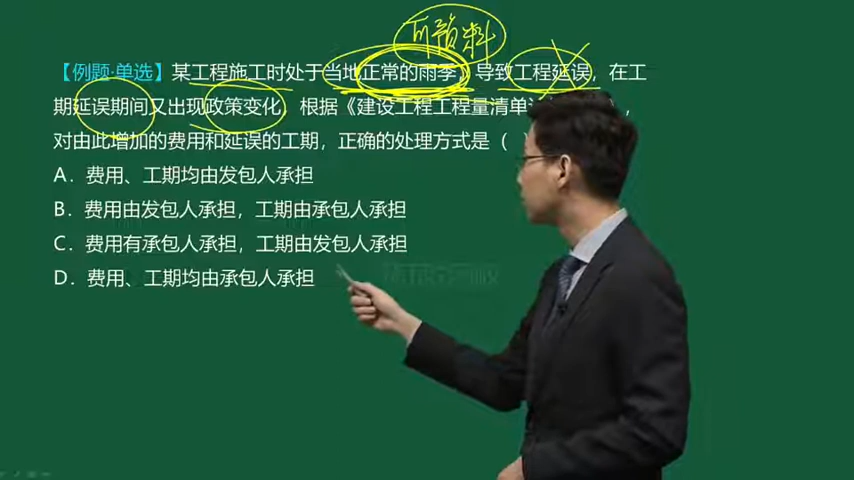 可预料
【例题·单选】某工程施工时处于当地正常的雨季，导致工程延误，在工
期延误期间又出现政策变化，根据《建设工程工程量清单，
对由此增加的费用和延误的工期，正确的处理方式是（
A．费用、工期均由发包人承担
B．费用由发包人承担，工期由承包人承担
C．费用有承包人承担，工期由发包人承担
D．费用、工期均由承包人承担